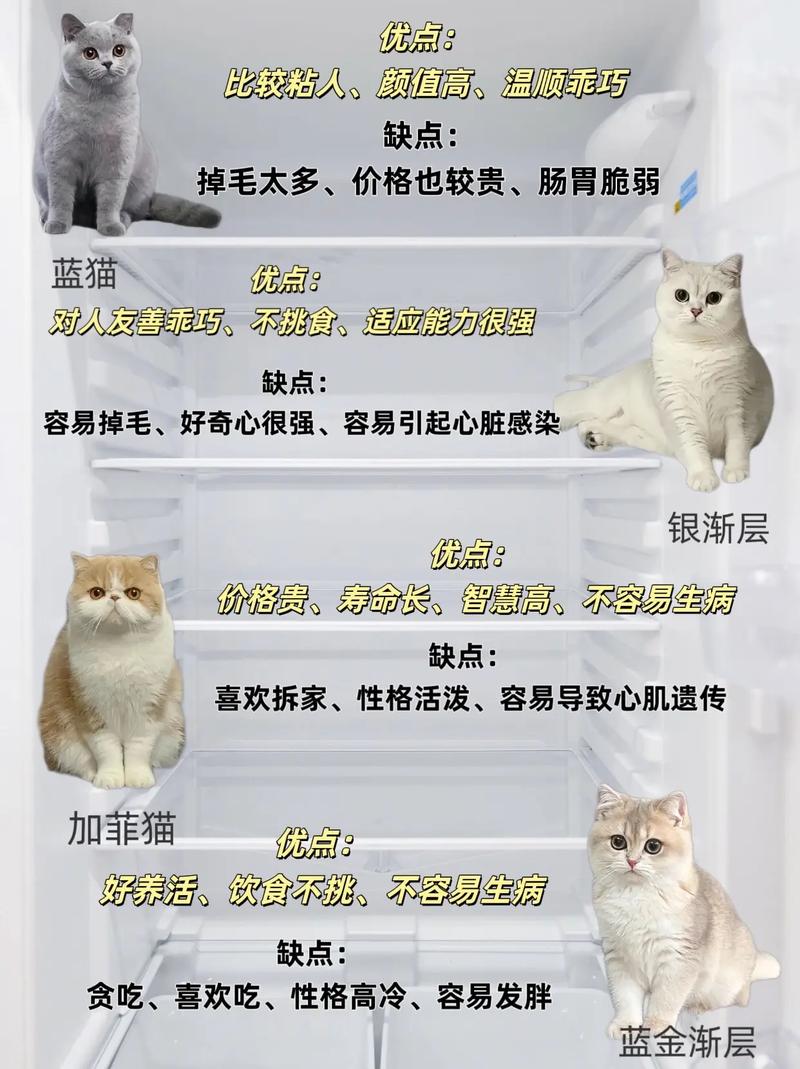 优点：
比较粘人、颜值高、温顺乖巧
缺点：
掉毛太多、价格也较贵、肠胃脆弱
蓝猫
优点：
对人友善乖巧、不挑食、适应能力很强
缺点：
容易掉毛、好奇心很强、容易引起心脏感染
银渐层
优点：
价格贵、寿命长、智慧高、不容易生病
缺点：
喜欢拆家、性格活泼、容易导致心肌遗传
加菲猫
优点：
好养活、饮食不挑、不容易生病
缺点：
贪吃、喜欢吃、性格高冷、容易发胖
蓝金渐层